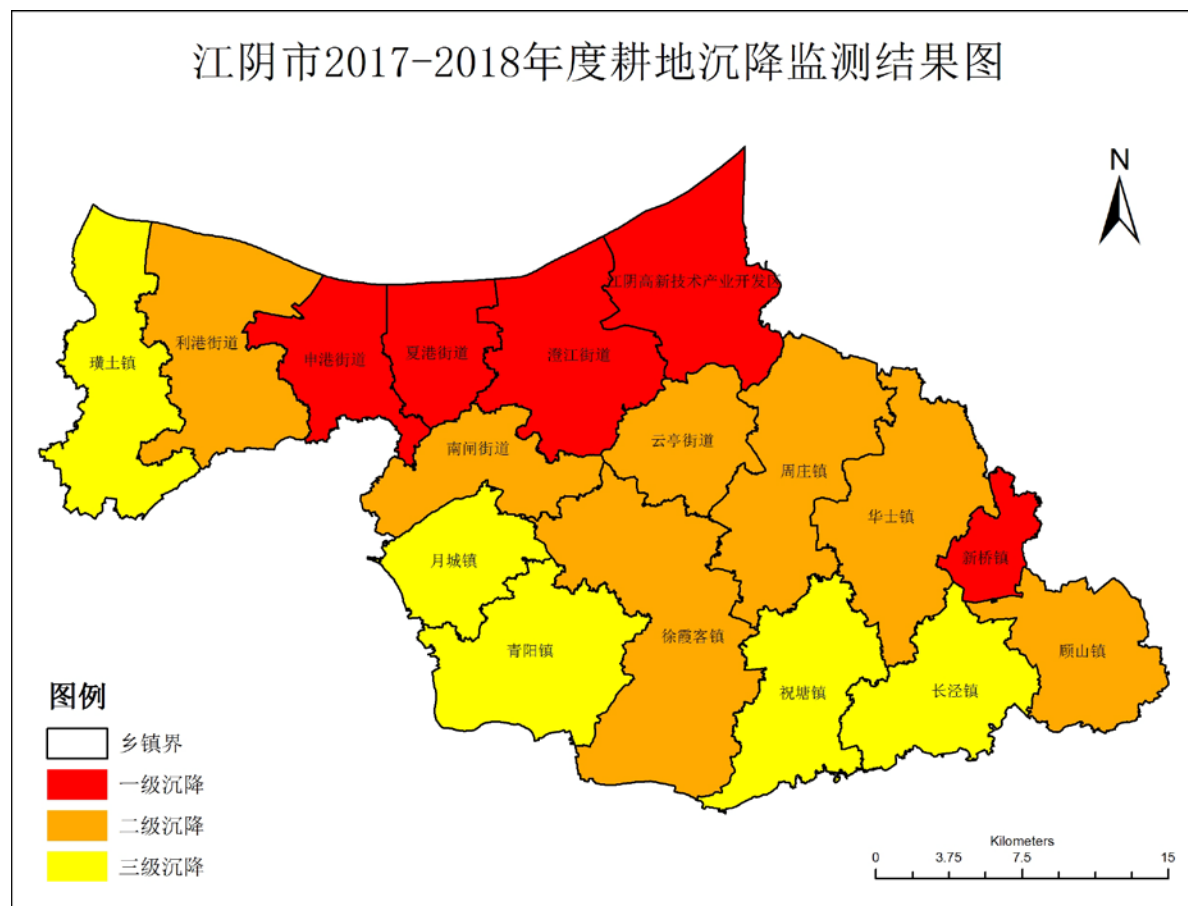 江阴市2017-2018年度耕地沉降监测结果图
N
江阴高新技术产业开发区
利港街道
璜土镇
申港街道
夏港街道
澄江街道
南闸街道
云亭街道
周庄镇
华士镇
月城镇
新桥镇
青阳镇
徐霞客镇
顾山镇
祝塘镇
长泾镇
图例
乡镇界
一级沉降
二级沉降
三级沉降
Kilometers
0 3.75 7.5 15